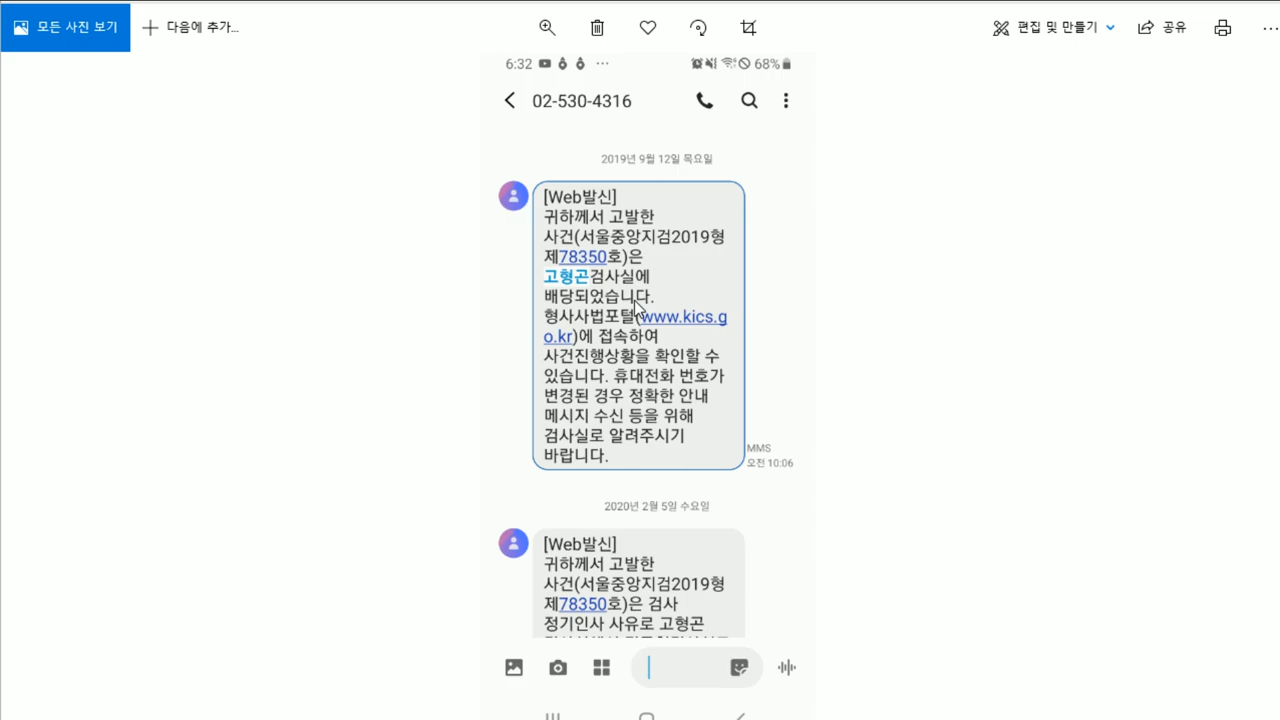 모든 사진 보기
다음에 추가...
편집 및 만들기
공유
6:32
68%
02-530-4316
2019년 9월 12일 목요일
[Web발신]
귀하께서 고발한
사건(서울중앙지검2019형
제78350호)은
고형곤검사실에
배당되었습니다.
형사사법포털(www.kics.g
o.kr)에 접속하여
사건진행상황을 확인할 수
있습니다. 휴대전화 번호가
변경된 경우 정확한 안내
메시지 수신 등을 위해
검사실로 알려주시기
바랍니다.
MMS
오전 10:06
2020년 2월 5일 수요일
[Web발신]
귀하께서 고발한
사건(서울중앙지검2019형
제78350호)은 검사
정기인사 사유로 고형곤